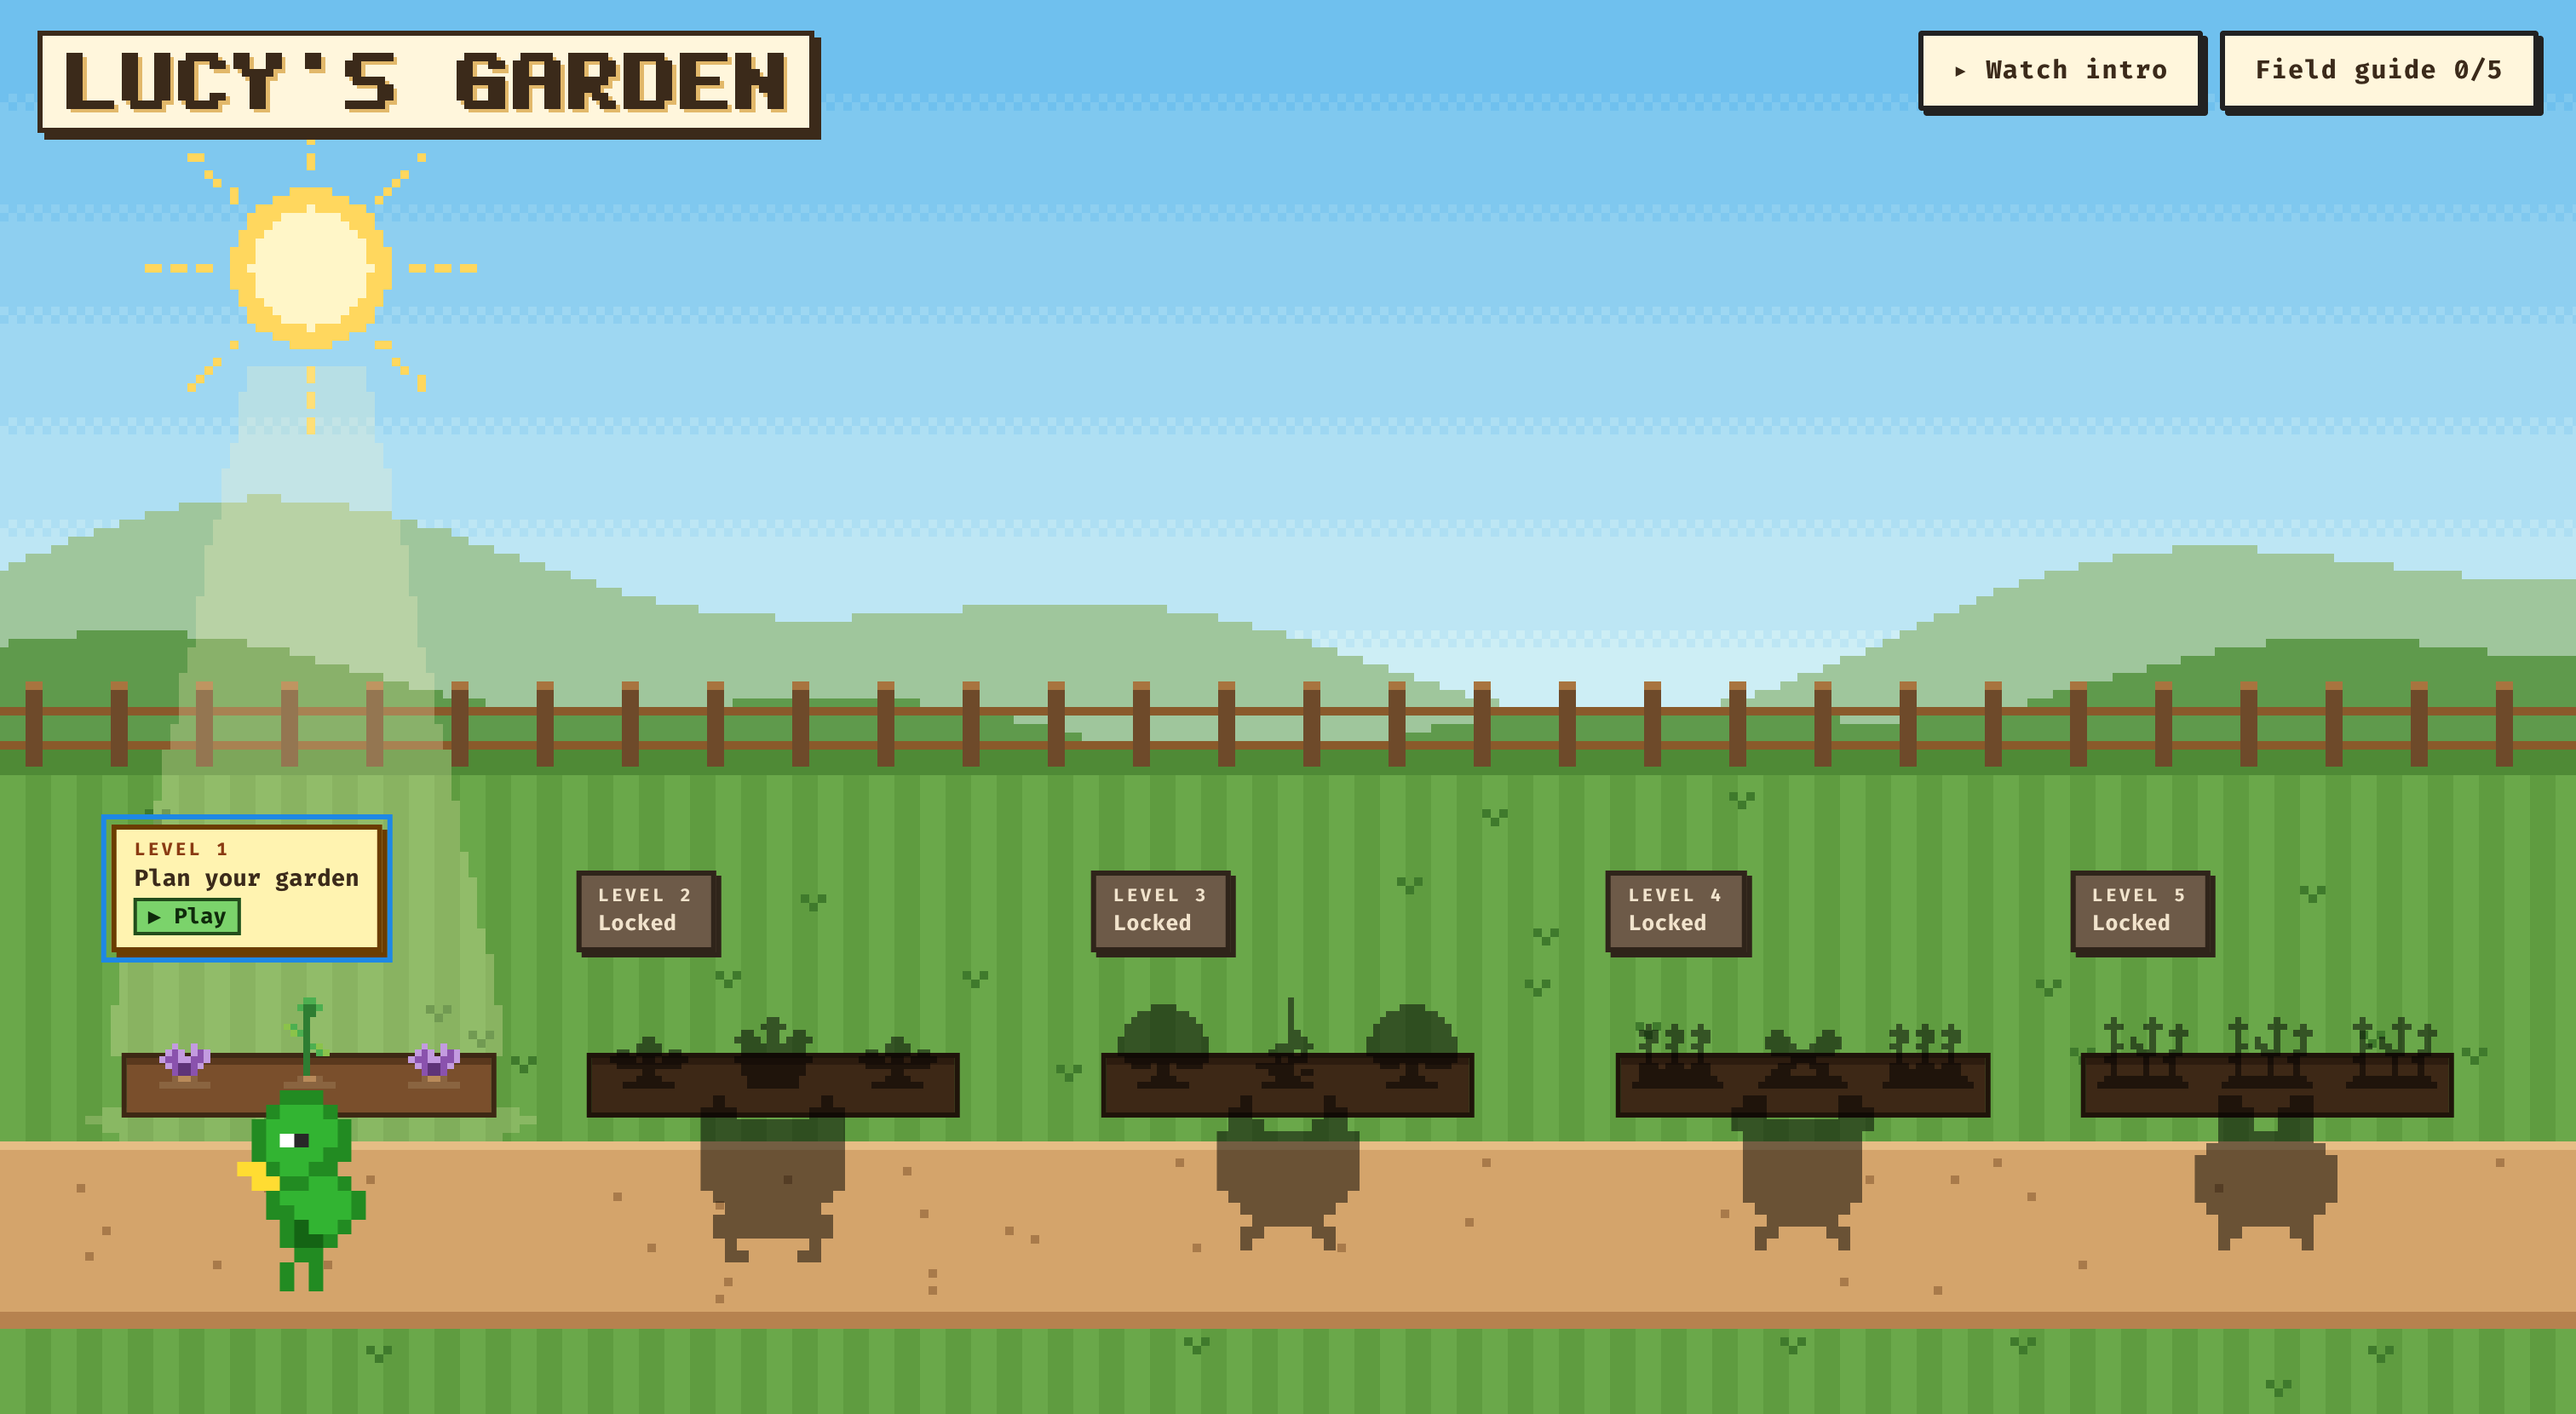 LUCY'S GARDEN
▸ Watch intro
Field guide 0/5
LEVEL 1
Plan your garden
▶ Play
LEVEL 2
Locked
LEVEL 3
Locked
LEVEL 4
Locked
LEVEL 5
Locked